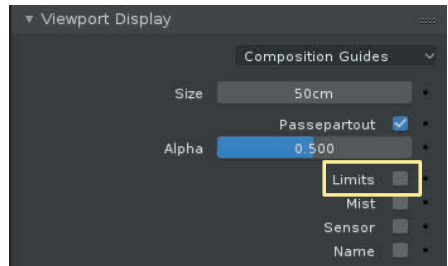 Viewport Display
Composition Guides
Size 50cm
Passepartout
Alpha 0.500
Limits
Mist
Sensor
Name